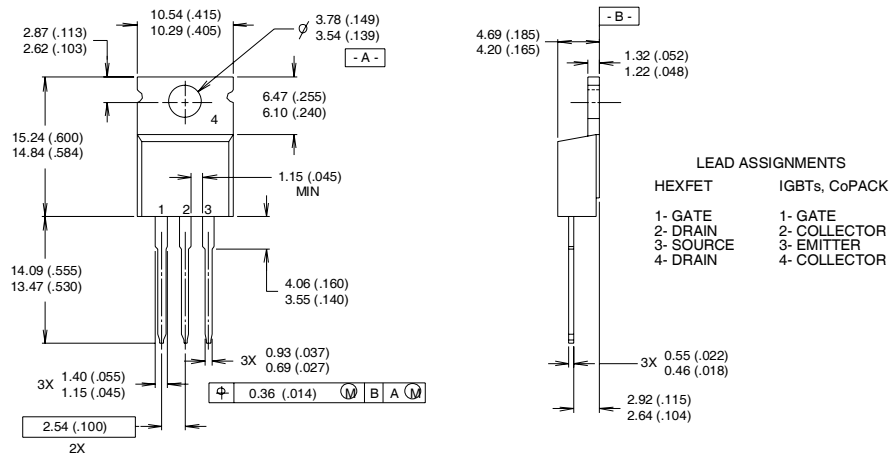 10.54 (.415)
10.29 (.405)
2.87 (.113)
2.62 (.103)
ø 3.78 (.149)
3.54 (.139)
- A -
6.47 (.255)
6.10 (.240)
4
15.24 (.600)
14.84 (.584)
1.15 (.045)
MIN
1 2 3
14.09 (.555)
13.47 (.530)
4.06 (.160)
3.55 (.140)
3X 0.93 (.037)
0.69 (.027)
3X 1.40 (.055)
1.15 (.045)
⌖ 0.36 (.014) Ⓜ B A Ⓜ
2.54 (.100)
2X
- B -
4.69 (.185)
4.20 (.165)
1.32 (.052)
1.22 (.048)
3X 0.55 (.022)
0.46 (.018)
2.92 (.115)
2.64 (.104)
LEAD ASSIGNMENTS
HEXFET IGBTs, CoPACK
1- GATE 1- GATE
2- DRAIN 2- COLLECTOR
3- SOURCE 3- EMITTER
4- DRAIN 4- COLLECTOR